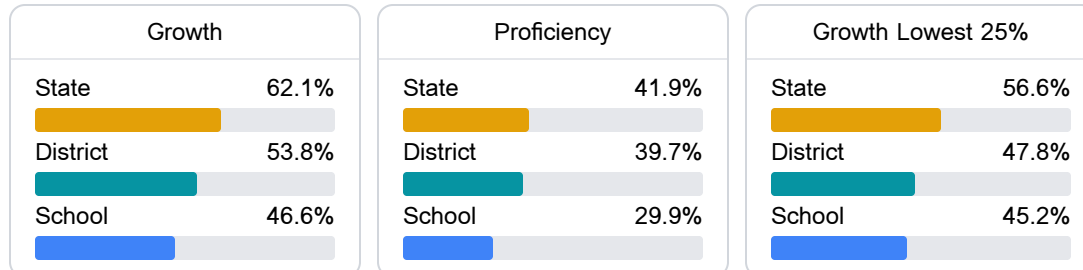 Growth
State 62.1%
District 53.8%
School 46.6%
Proficiency
State 41.9%
District 39.7%
School 29.9%
Growth Lowest 25%
State 56.6%
District 47.8%
School 45.2%